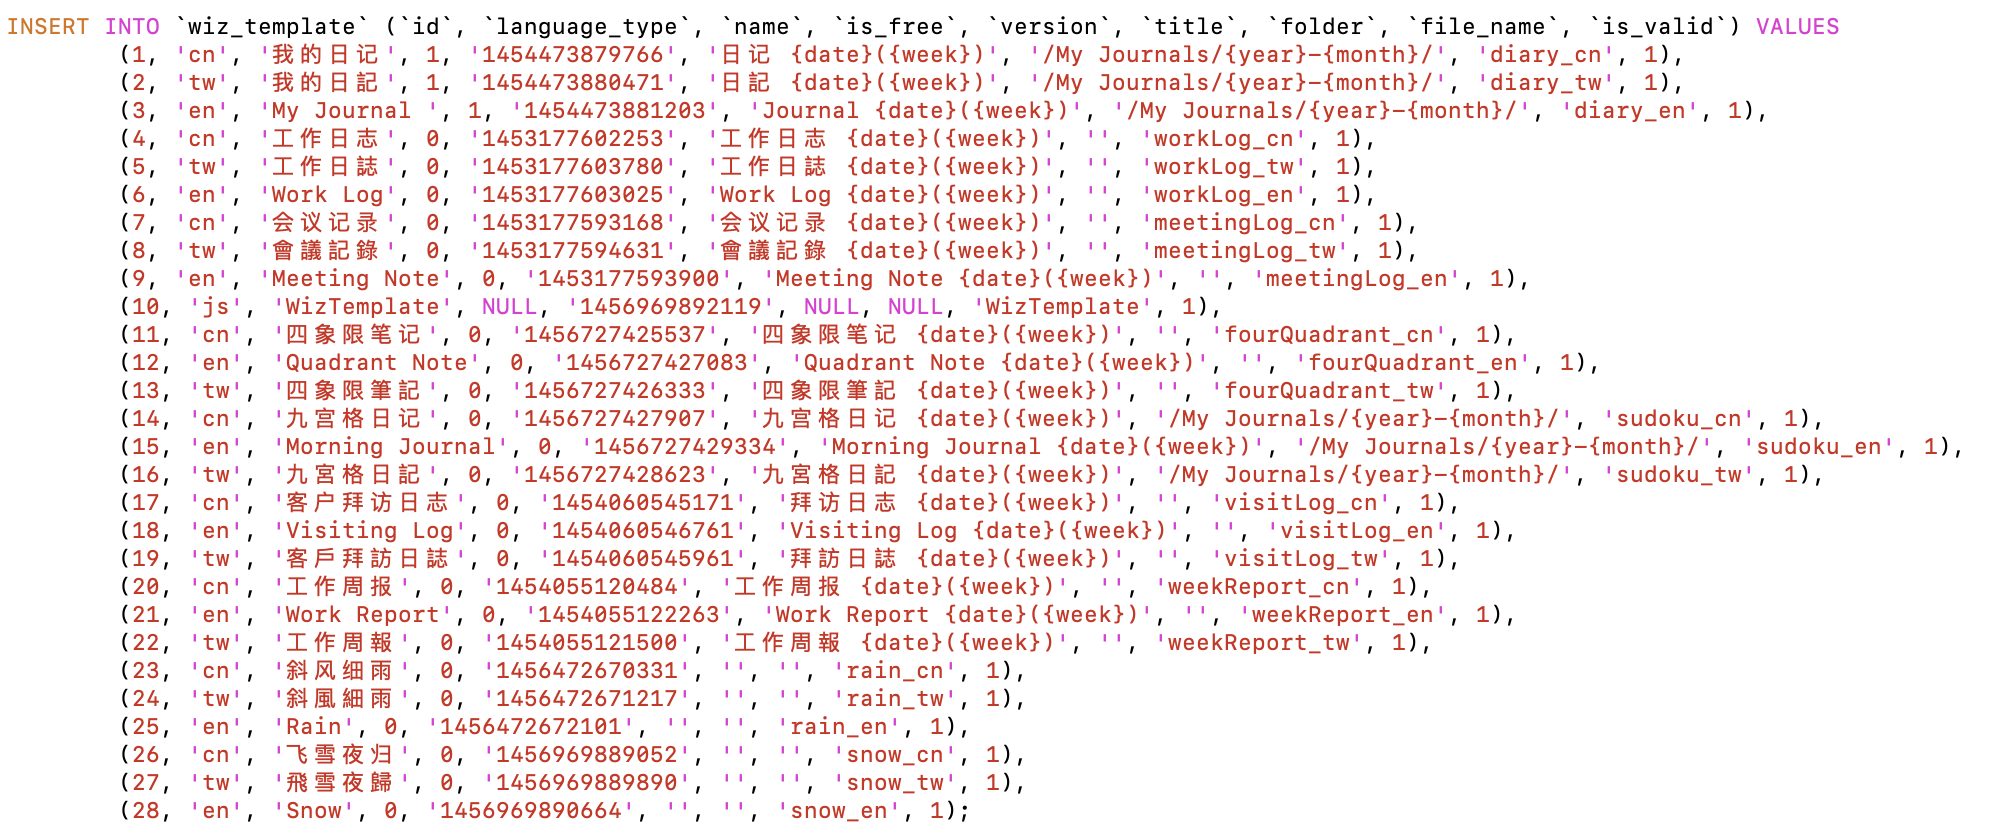 INSERT INTO `wiz_template` (`id`, `language_type`, `name`, `is_free`, `version`, `title`, `folder`, `file_name`, `is_valid`) VALUES
(1, 'cn', '我的日记', 1, '1454473879766', '日记 {date}({week})', '/My Journals/{year}-{month}/', 'diary_cn', 1),
(2, 'tw', '我的日記', 1, '1454473880471', '日記 {date}({week})', '/My Journals/{year}-{month}/', 'diary_tw', 1),
(3, 'en', 'My Journal ', 1, '1454473881203', 'Journal {date}({week})', '/My Journals/{year}-{month}/', 'diary_en', 1),
(4, 'cn', '工作日志', 0, '1453177602253', '工作日志 {date}({week})', '', 'workLog_cn', 1),
(5, 'tw', '工作日誌', 0, '1453177603780', '工作日誌 {date}({week})', '', 'workLog_tw', 1),
(6, 'en', 'Work Log', 0, '1453177603025', 'Work Log {date}({week})', '', 'workLog_en', 1),
(7, 'cn', '会议记录', 0, '1453177593168', '会议记录 {date}({week})', '', 'meetingLog_cn', 1),
(8, 'tw', '會議記錄', 0, '1453177594631', '會議記錄 {date}({week})', '', 'meetingLog_tw', 1),
(9, 'en', 'Meeting Note', 0, '1453177593900', 'Meeting Note {date}({week})', '', 'meetingLog_en', 1),
(10, 'js', 'WizTemplate', NULL, '1456969892119', NULL, NULL, 'WizTemplate', 1),
(11, 'cn', '四象限笔记', 0, '1456727425537', '四象限笔记 {date}({week})', '', 'fourQuadrant_cn', 1),
(12, 'en', 'Quadrant Note', 0, '1456727427083', 'Quadrant Note {date}({week})', '', 'fourQuadrant_en', 1),
(13, 'tw', '四象限筆記', 0, '1456727426333', '四象限筆記 {date}({week})', '', 'fourQuadrant_tw', 1),
(14, 'cn', '九宫格日记', 0, '1456727427907', '九宫格日记 {date}({week})', '/My Journals/{year}-{month}/', 'sudoku_cn', 1),
(15, 'en', 'Morning Journal', 0, '1456727429334', 'Morning Journal {date}({week})', '/My Journals/{year}-{month}/', 'sudoku_en', 1),
(16, 'tw', '九宮格日記', 0, '1456727428623', '九宮格日記 {date}({week})', '/My Journals/{year}-{month}/', 'sudoku_tw', 1),
(17, 'cn', '客户拜访日志', 0, '1454060545171', '拜访日志 {date}({week})', '', 'visitLog_cn', 1),
(18, 'en', 'Visiting Log', 0, '1454060546761', 'Visiting Log {date}({week})', '', 'visitLog_en', 1),
(19, 'tw', '客戶拜訪日誌', 0, '1454060545961', '拜訪日誌 {date}({week})', '', 'visitLog_tw', 1),
(20, 'cn', '工作周报', 0, '1454055120484', '工作周报 {date}({week})', '', 'weekReport_cn', 1),
(21, 'en', 'Work Report', 0, '1454055122263', 'Work Report {date}({week})', '', 'weekReport_en', 1),
(22, 'tw', '工作周報', 0, '1454055121500', '工作周報 {date}({week})', '', 'weekReport_tw', 1),
(23, 'cn', '斜风细雨', 0, '1456472670331', '', '', 'rain_cn', 1),
(24, 'tw', '斜風細雨', 0, '1456472671217', '', '', 'rain_tw', 1),
(25, 'en', 'Rain', 0, '1456472672101', '', '', 'rain_en', 1),
(26, 'cn', '飞雪夜归', 0, '1456969889052', '', '', 'snow_cn', 1),
(27, 'tw', '飛雪夜歸', 0, '1456969889890', '', '', 'snow_tw', 1),
(28, 'en', 'Snow', 0, '1456969890664', '', '', 'snow_en', 1);